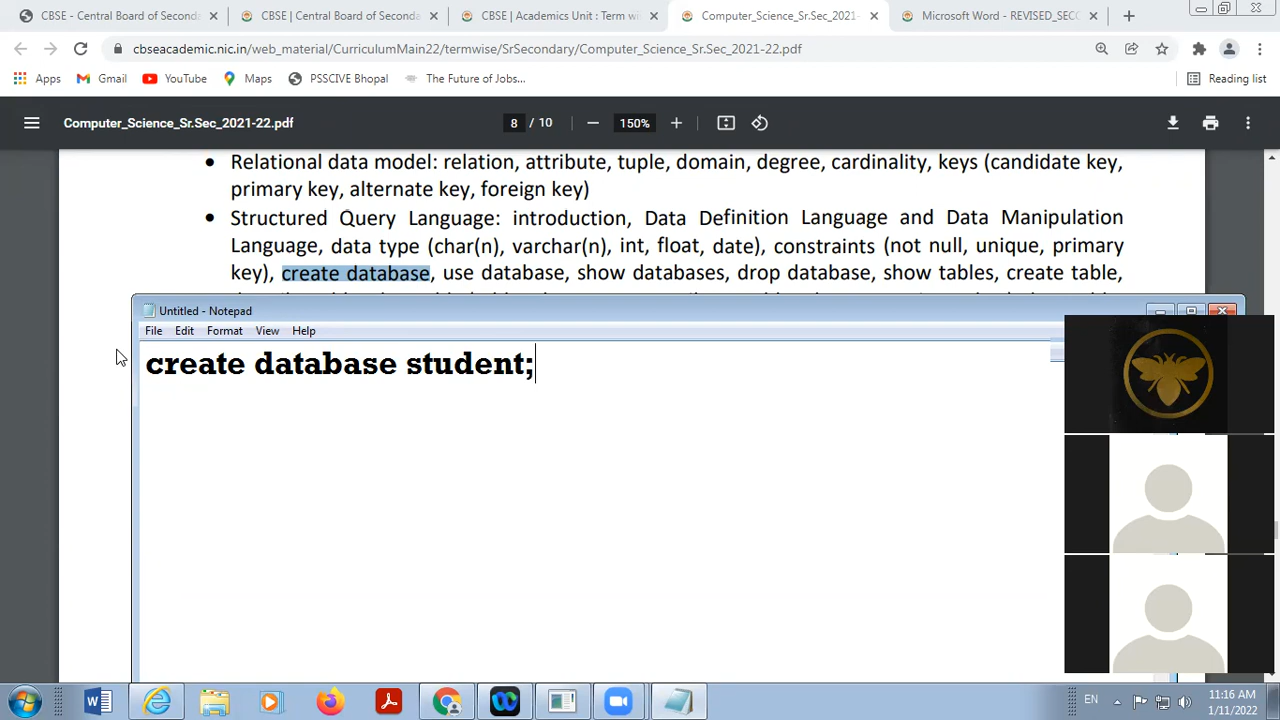 CBSE - Central Board of Second
CBSE | Central Board of Seconda
CBSE | Academics Unit : Term wi
Computer_Science_Sr.Sec_2021-
Microsoft Word - REVISED_SEC
cbseacademic.nic.in/web_material/CurriculumMain22/termwise/SrSecondary/Computer_Science_Sr.Sec_2021-22.pdf
Apps Gmail YouTube Maps PSSCIVE Bhopal The Future of Jobs... Reading list
Computer_Science_Sr.Sec_2021-22.pdf 8 / 10 150%
• Relational data model: relation, attribute, tuple, domain, degree, cardinality, keys (candidate key,
primary key, alternate key, foreign key)
• Structured Query Language: introduction, Data Definition Language and Data Manipulation
Language, data type (char(n), varchar(n), int, float, date), constraints (not null, unique, primary
key), create database, use database, show databases, drop database, show tables, create table,
Untitled - Notepad
File Edit Format View Help
create database student;
EN
11:16 AM
1/11/2022